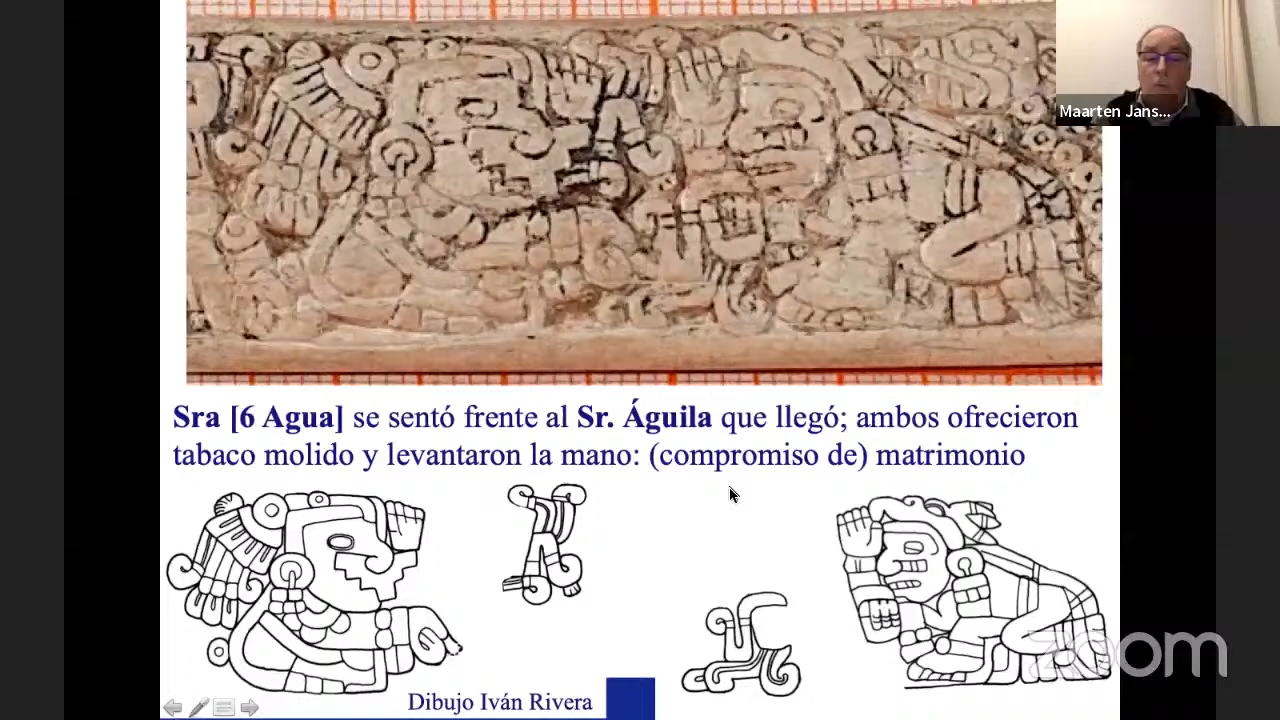 Maarten Jans...
Sra [6 Agua] se sentó frente al Sr. Águila que llegó; ambos ofrecieron
tabaco molido y levantaron la mano: (compromiso de) matrimonio
Dibujo Iván Rivera
zoom